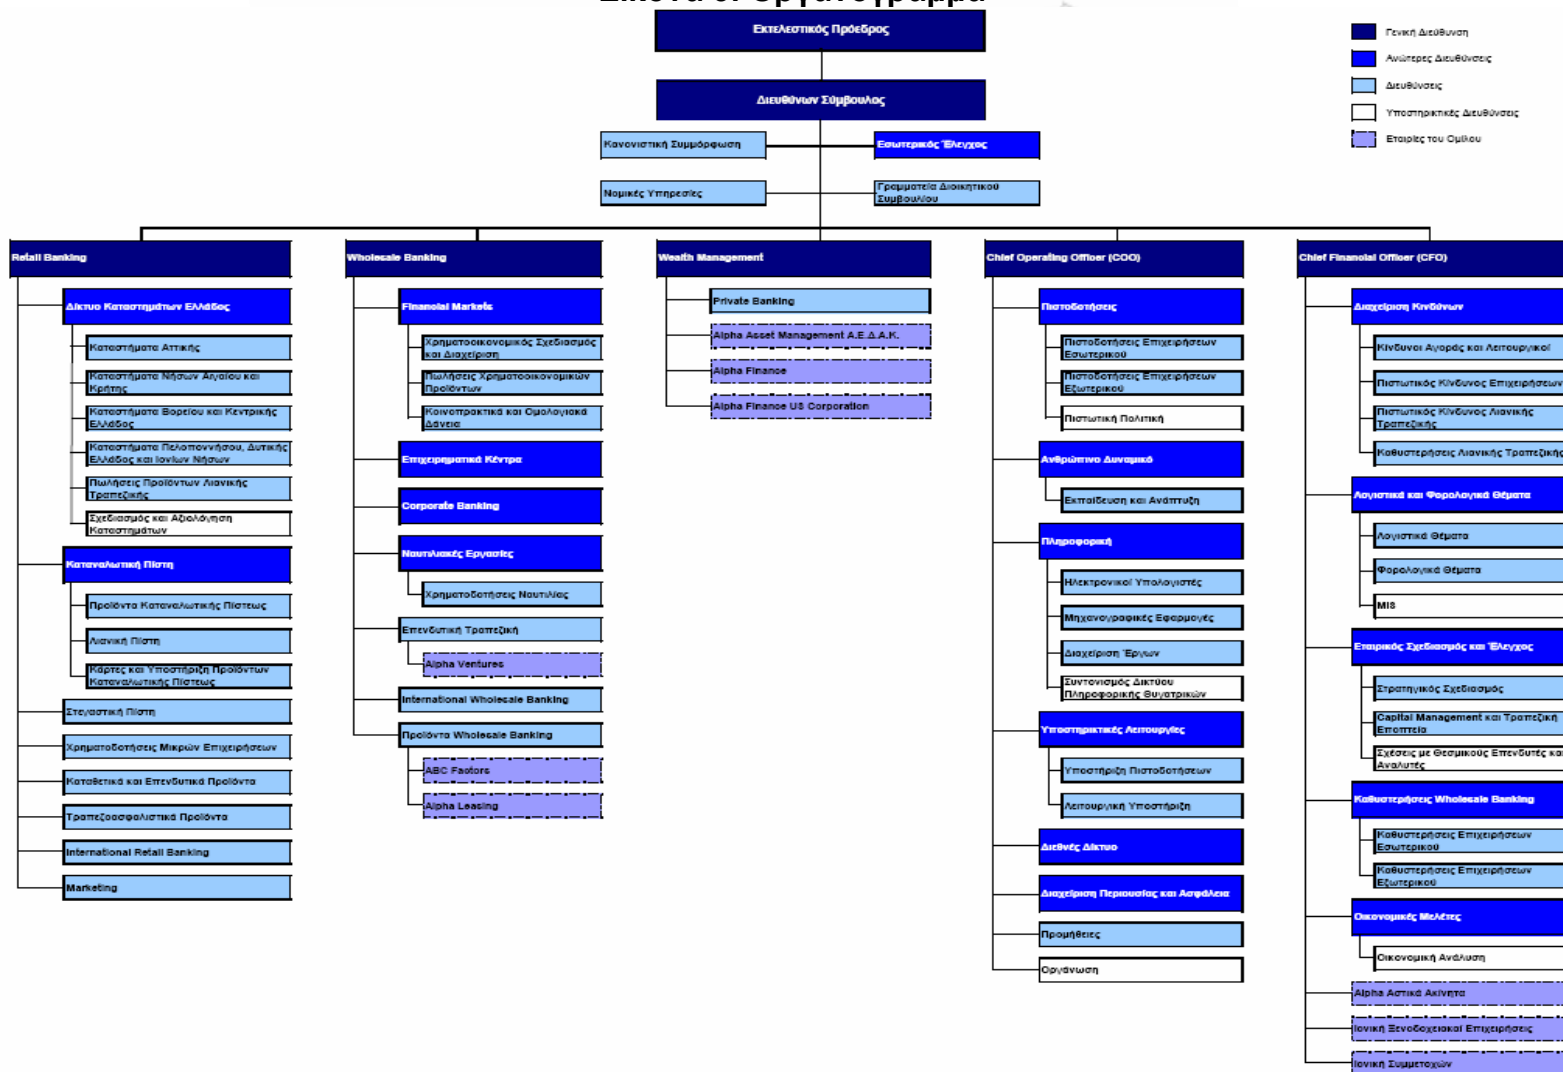 Εκτελεστικός Πρόεδρος
Διευθύνων Σύμβουλος
Γενική Διεύθυνση
Ανώτερες Διευθύνσεις
Διευθύνσεις
Υποστηρικτικές Διευθύνσεις
Εταιρίες του Ομίλου
Κανονιστική Συμμόρφωση
Εσωτερικός Έλεγχος
Νομικές Υπηρεσίες
Γραμματεία Διοικητικού
Συμβουλίου
Retail Banking
Δίκτυο Καταστημάτων Ελλάδος
Καταστήματα Αττικής
Καταστήματα Νήσων Αιγαίου και
Κρήτης
Καταστήματα Βορείου και Κεντρικής
Ελλάδος
Καταστήματα Πελοποννήσου, Δυτικής
Ελλάδος και Ιονίων Νήσων
Πωλήσεις Προϊόντων Λιανικής
Τραπεζικής
Σχεδιασμός και Αξιολόγηση
Καταστημάτων
Καταναλωτική Πίστη
Προϊόντα Καταναλωτικής Πίστεως
Λιανική Πίστη
Κάρτες και Υποστήριξη Προϊόντων
Καταναλωτικής Πίστεως
Στεγαστική Πίστη
Χρηματοδοτήσεις Μικρών Επιχειρήσεων
Καταθετικά και Επενδυτικά Προϊόντα
Τραπεζοασφαλιστικά Προϊόντα
International Retail Banking
Marketing
Wholesale Banking
Financial Markets
Χρηματοοικονομικός Σχεδιασμός
και Διαχείριση
Πωλήσεις Χρηματοοικονομικών
Προϊόντων
Κοινοπρακτικά και Ομολογιακά
Δάνεια
Επιχειρηματικά Κέντρα
Corporate Banking
Ναυτιλιακές Εργασίες
Χρηματοδοτήσεις Ναυτιλίας
Επενδυτική Τραπεζική
Alpha Ventures
International Wholesale Banking
Προϊόντα Wholesale Banking
ABC Factors
Alpha Leasing
Wealth Management
Private Banking
Alpha Asset Management Α.Ε.Δ.Α.Κ.
Alpha Finance
Alpha Finance US Corporation
Chief Operating Officer (COO)
Πιστοδοτήσεις
Πιστοδοτήσεις Επιχειρήσεων
Εσωτερικού
Πιστοδοτήσεις Επιχειρήσεων
Εξωτερικού
Πιστωτική Πολιτική
Ανθρώπινο Δυναμικό
Εκπαίδευση και Ανάπτυξη
Πληροφορική
Ηλεκτρονικοί Υπολογιστές
Μηχανογραφικές Εφαρμογές
Διαχείριση Έργων
Συντονισμός Δικτύου
Πληροφορικής Θυγατρικών
Υποστηρικτικές Λειτουργίες
Υποστήριξη Πιστοδοτήσεων
Λειτουργική Υποστήριξη
Διεθνές Δίκτυο
Διαχείριση Περιουσίας και Ασφάλεια
Προμήθειες
Οργάνωση
Chief Financial Officer (CFO)
Διαχείριση Κινδύνων
Κίνδυνοι Αγοράς και Λειτουργικοί
Πιστωτικός Κίνδυνος Επιχειρήσεων
Πιστωτικός Κίνδυνος Λιανικής
Τραπεζικής
Καθυστερήσεις Λιανικής Τραπεζικής
Λογιστικά και Φορολογικά Θέματα
Λογιστικά Θέματα
Φορολογικά Θέματα
MIS
Εταιρικός Σχεδιασμός και Έλεγχος
Στρατηγικός Σχεδιασμός
Capital Management και Τραπεζική
Εποπτεία
Σχέσεις με Θεσμικούς Επενδυτές και
Αναλυτές
Καθυστερήσεις Wholesale Banking
Καθυστερήσεις Επιχειρήσεων
Εσωτερικού
Καθυστερήσεις Επιχειρήσεων
Εξωτερικού
Οικονομικές Μελέτες
Οικονομική Ανάλυση
Alpha Αστικά Ακίνητα
Ιονική Ξενοδοχειακαί Επιχειρήσεις
Ιονική Συμμετοχών